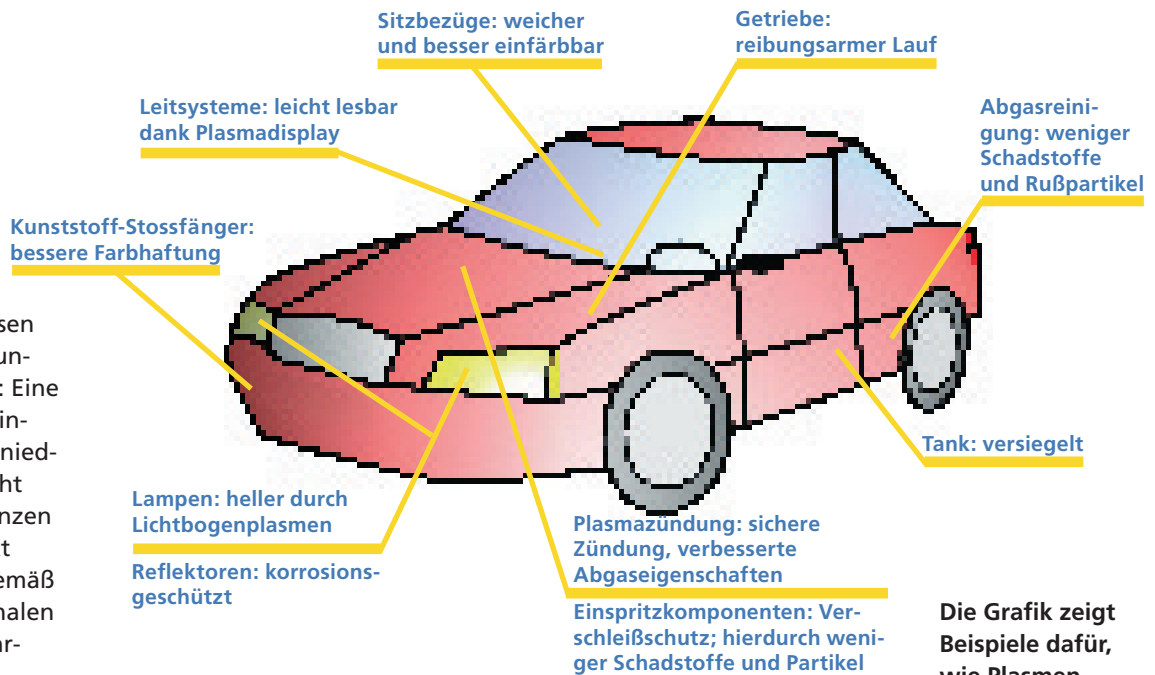 Sitzbezüge: weicher
und besser einfärbbar
Getriebe:
reibungsarmer Lauf
Leitsysteme: leicht lesbar
dank Plasmadisplay
Abgasreini-
gung: weniger
Schadstoffe
und Rußpartikel
Kunststoff-Stossfänger:
bessere Farbhaftung
sen
un-
: Eine
in-
nied-
ht
nzen
t
emäß
nalen
r-
Tank: versiegelt
Lampen: heller durch
Lichtbogenplasmen
Reflektoren: korrosions-
geschützt
Plasmazündung: sichere
Zündung, verbesserte
Abgaseigenschaften
Einspritzkomponenten: Ver-
schleißschutz; hierdurch weni-
ger Schadstoffe und Partikel
Die Grafik zeigt
Beispiele dafür,
wie Plasmen